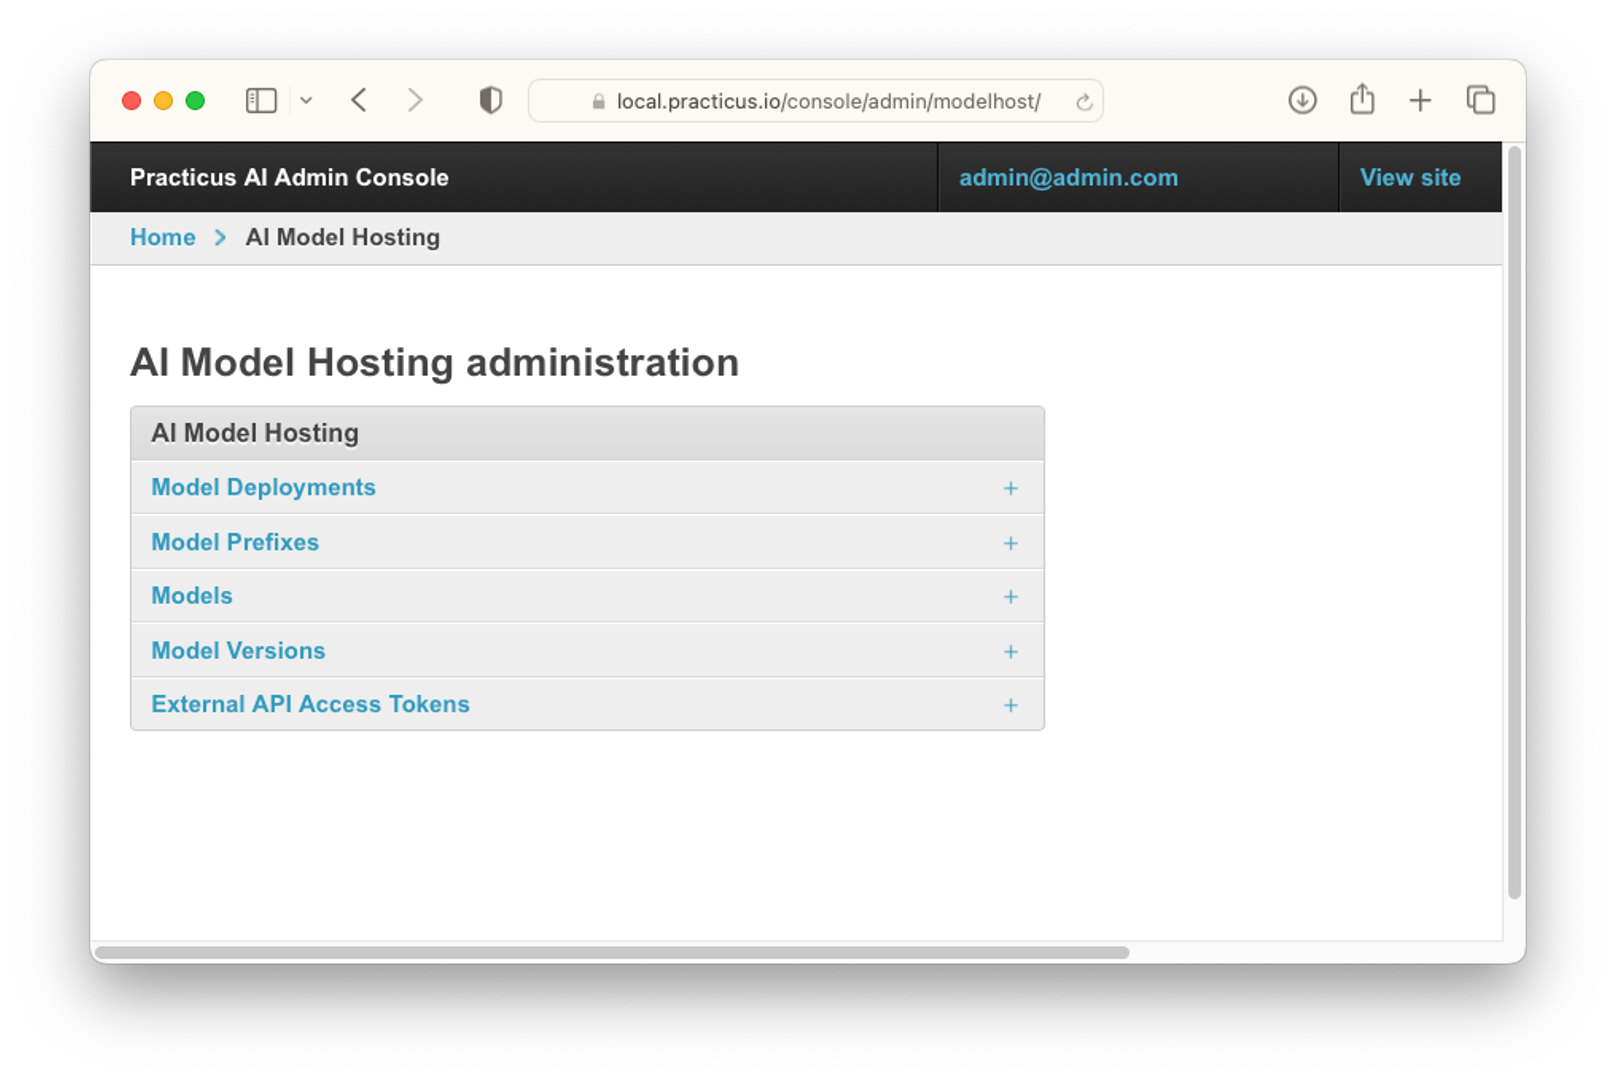 local.practicus.io/console/admin/modelhost/
Practicus AI Admin Console
admin@admin.com
View site
Home > AI Model Hosting
AI Model Hosting administration
AI Model Hosting
Model Deployments +
Model Prefixes +
Models +
Model Versions +
External API Access Tokens +